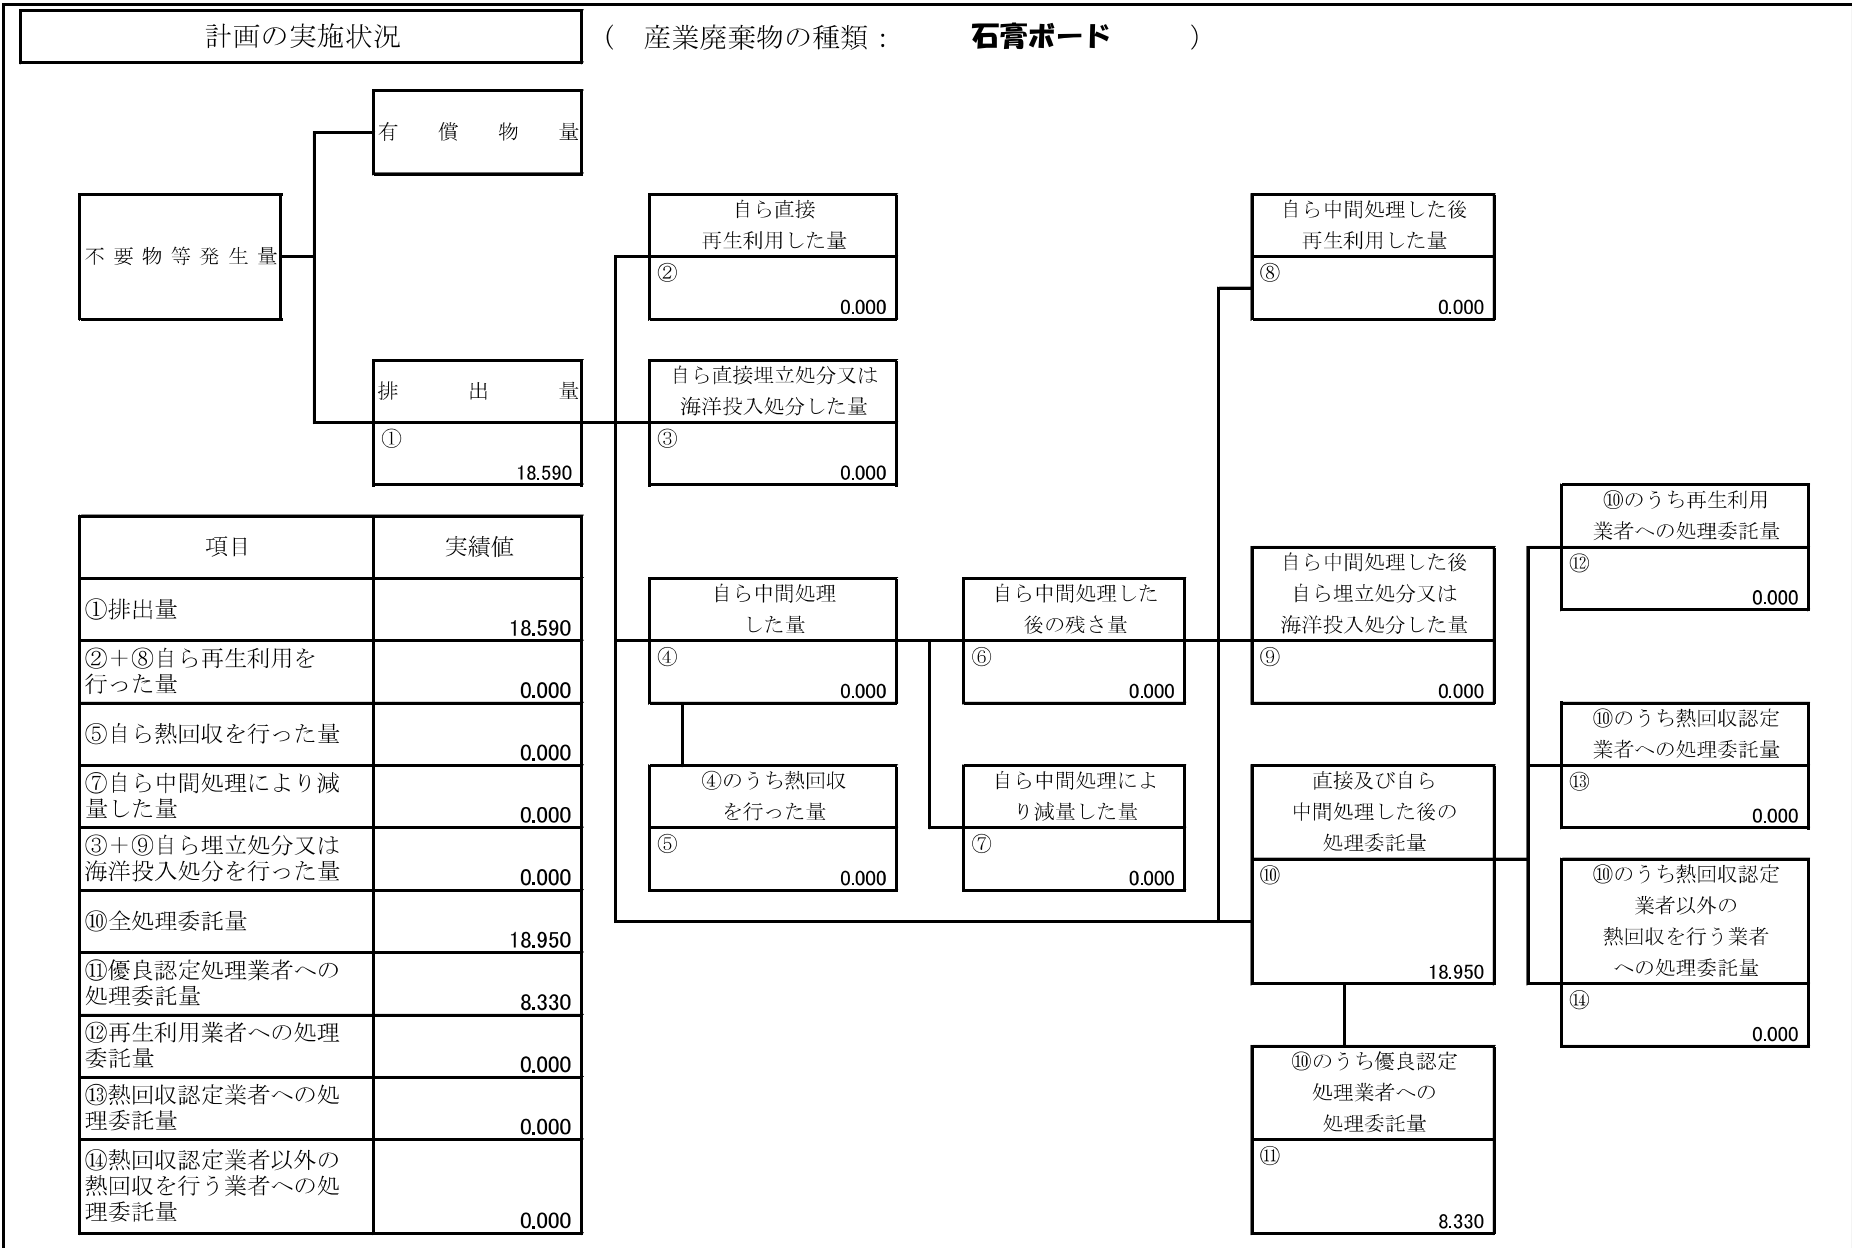 計画の実施状況
( 産業廃棄物の種類： 石膏ボード )
有償物量
不要物等発生量
自ら直接
再生利用した量
②
0.000
自ら中間処理した後
再生利用した量
⑧
0.000
排出量
①
18.590
自ら直接埋立処分又は
海洋投入処分した量
③
0.000
⑩のうち再生利用
業者への処理委託量
⑫
0.000
自ら中間処理
した量
④
0.000
自ら中間処理した
後の残さ量
⑥
0.000
自ら中間処理した後
自ら埋立処分又は
海洋投入処分した量
⑨
0.000
⑩のうち熱回収認定
業者への処理委託量
⑬
0.000
④のうち熱回収
を行った量
⑤
0.000
自ら中間処理によ
り減量した量
⑦
0.000
直接及び自ら
中間処理した後の
処理委託量
⑩
18.950
⑩のうち熱回収認定
業者以外の
熱回収を行う業者
への処理委託量
⑭
0.000
⑩のうち優良認定
処理業者への
処理委託量
⑪
8.330
項目 実績値
①排出量
18.590
②＋⑧自ら再生利用を
行った量
0.000
⑤自ら熱回収を行った量
0.000
⑦自ら中間処理により減
量した量
0.000
③＋⑨自ら埋立処分又は
海洋投入処分を行った量
0.000
⑩全処理委託量
18.950
⑪優良認定処理業者への
処理委託量
8.330
⑫再生利用業者への処理
委託量
0.000
⑬熱回収認定業者への処
理委託量
0.000
⑭熱回収認定業者以外の
熱回収を行う業者への処
理委託量
0.000